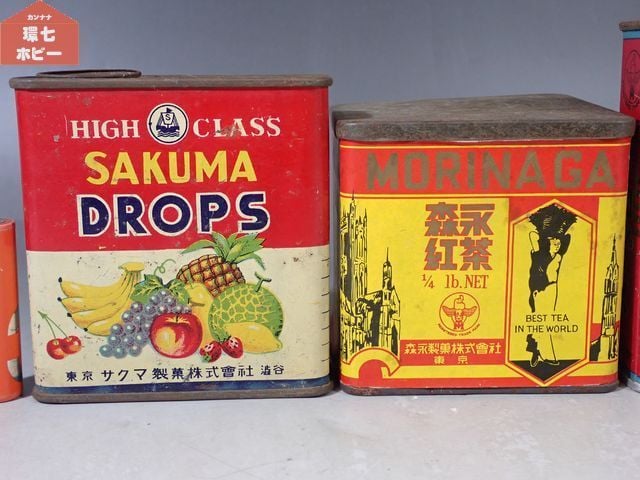 カンナナ
環七
ホビー
HIGH CLASS
S
SAKUMA
DROPS
東京 サクマ製菓株式會社 澁谷
MORINAGA
森永
紅茶
1/4 lb. NET
森永製菓株式會社
東京
BEST TEA
IN THE WORLD